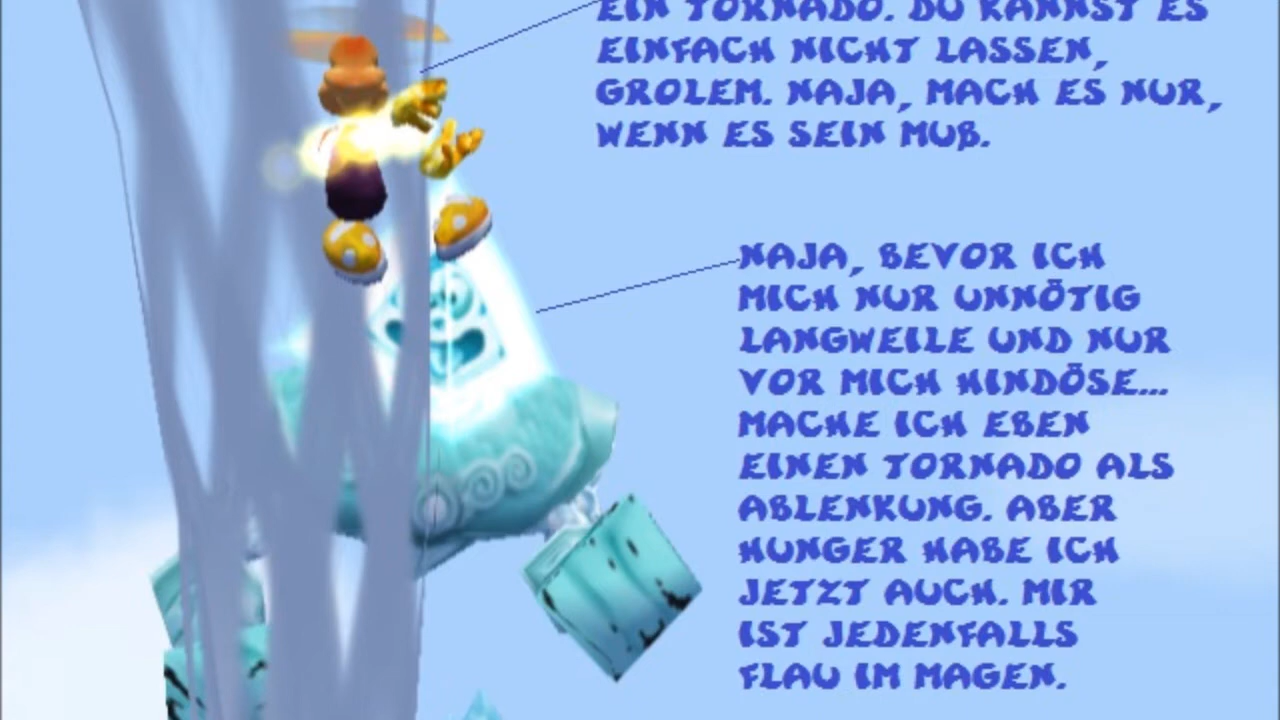 EIN TORNADO. DU KANNST ES
EINFACH NICHT LASSEN,
GROLEM. NAJA, MACH ES NUR,
WENN ES SEIN MUß.
NAJA, BEVOR ICH
MICH NUR UNNÖTIG
LANGWEILE UND NUR
VOR MICH HINDÖSE...
MACHE ICH EBEN
EINEN TORNADO ALS
ABLENKUNG. ABER
HUNGER HABE ICH
JETZT AUCH. MIR
IST JEDENFALLS
FLAU IM MAGEN.